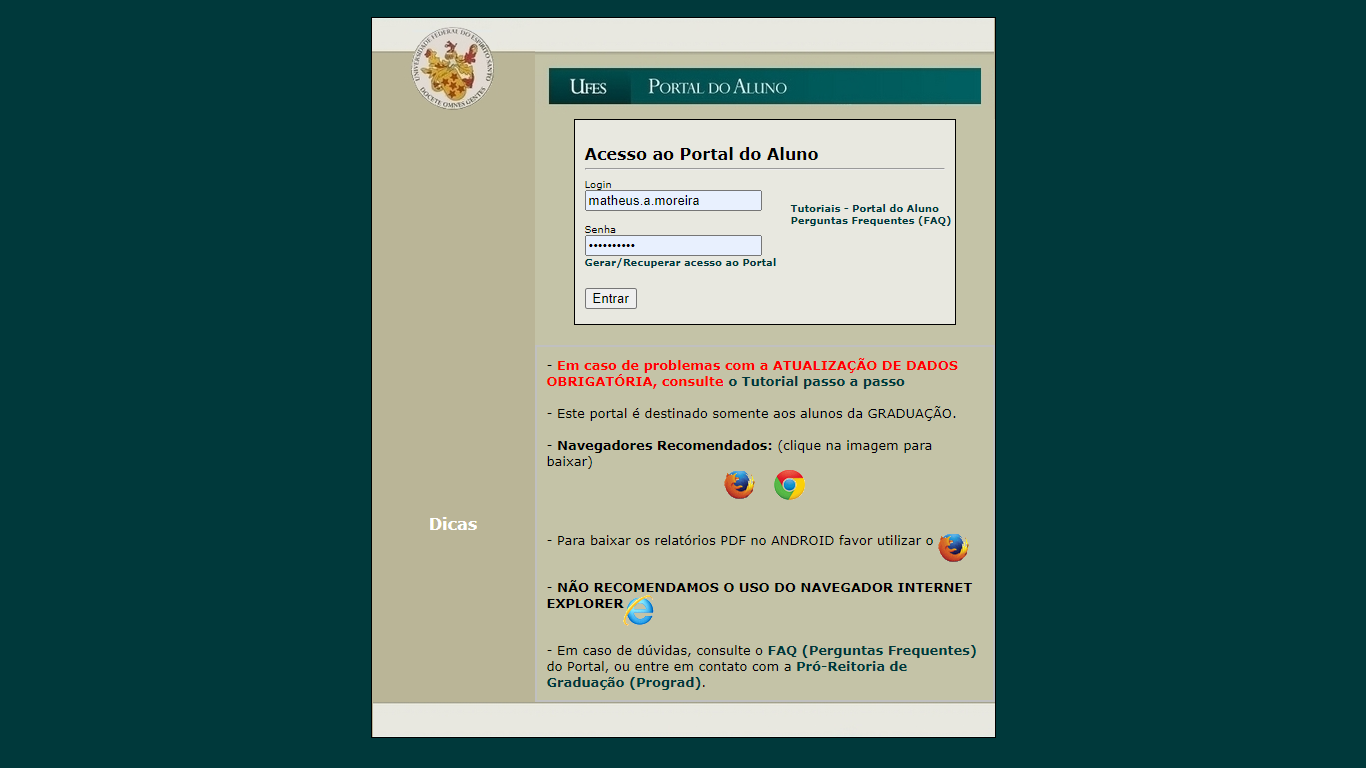 UNIVERSIDADE FEDERAL DO ESPIRITO SANTO
DOCETE OMNES GENTES
UFES PORTAL DO ALUNO
Acesso ao Portal do Aluno
Login
matheus.a.moreira
Tutoriais - Portal do Aluno
Perguntas Frequentes (FAQ)
Senha
••••••••••
Gerar/Recuperar acesso ao Portal
Entrar
- Em caso de problemas com a ATUALIZAÇÃO DE DADOS
OBRIGATÓRIA, consulte o Tutorial passo a passo
- Este portal é destinado somente aos alunos da GRADUAÇÃO.
- Navegadores Recomendados: (clique na imagem para
baixar)
Dicas
- Para baixar os relatórios PDF no ANDROID favor utilizar o
- NÃO RECOMENDAMOS O USO DO NAVEGADOR INTERNET
EXPLORER
- Em caso de dúvidas, consulte o FAQ (Perguntas Frequentes)
do Portal, ou entre em contato com a Pró-Reitoria de
Graduação (Prograd).